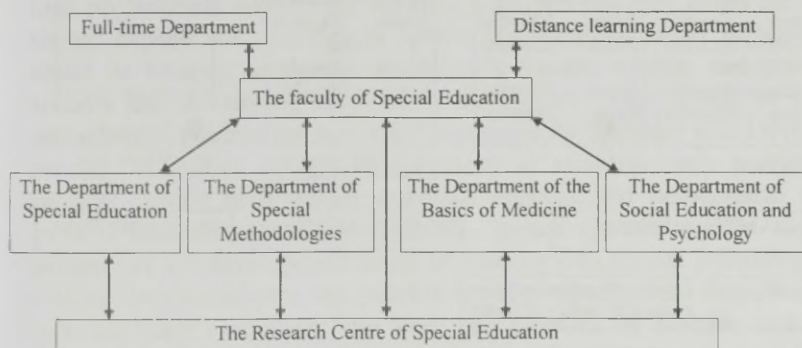 Full-time Department
Distance learning Department
The faculty of Special Education
The Department of
Special Education
The Department of
Special
Methodologies
The Department of the
Basics of Medicine
The Department of
Social Education and
Psychology
The Research Centre of Special Education